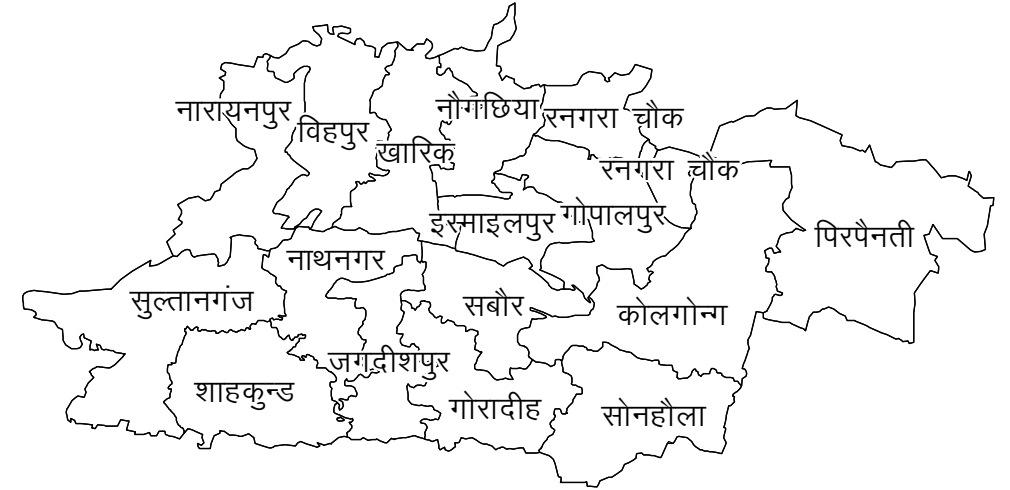 नारायनपुर
विहपुर
खारिक
नौगछिया
रनगरा चौक
रनगरा चौक
इस्माइलपुर
गोपालपुर
पिरपैनती
नाथनगर
सुल्तानगंज
सबौर
कोलगोन्ग
जगदीशपुर
शाहकुन्ड
गोरादीह
सोनहौला